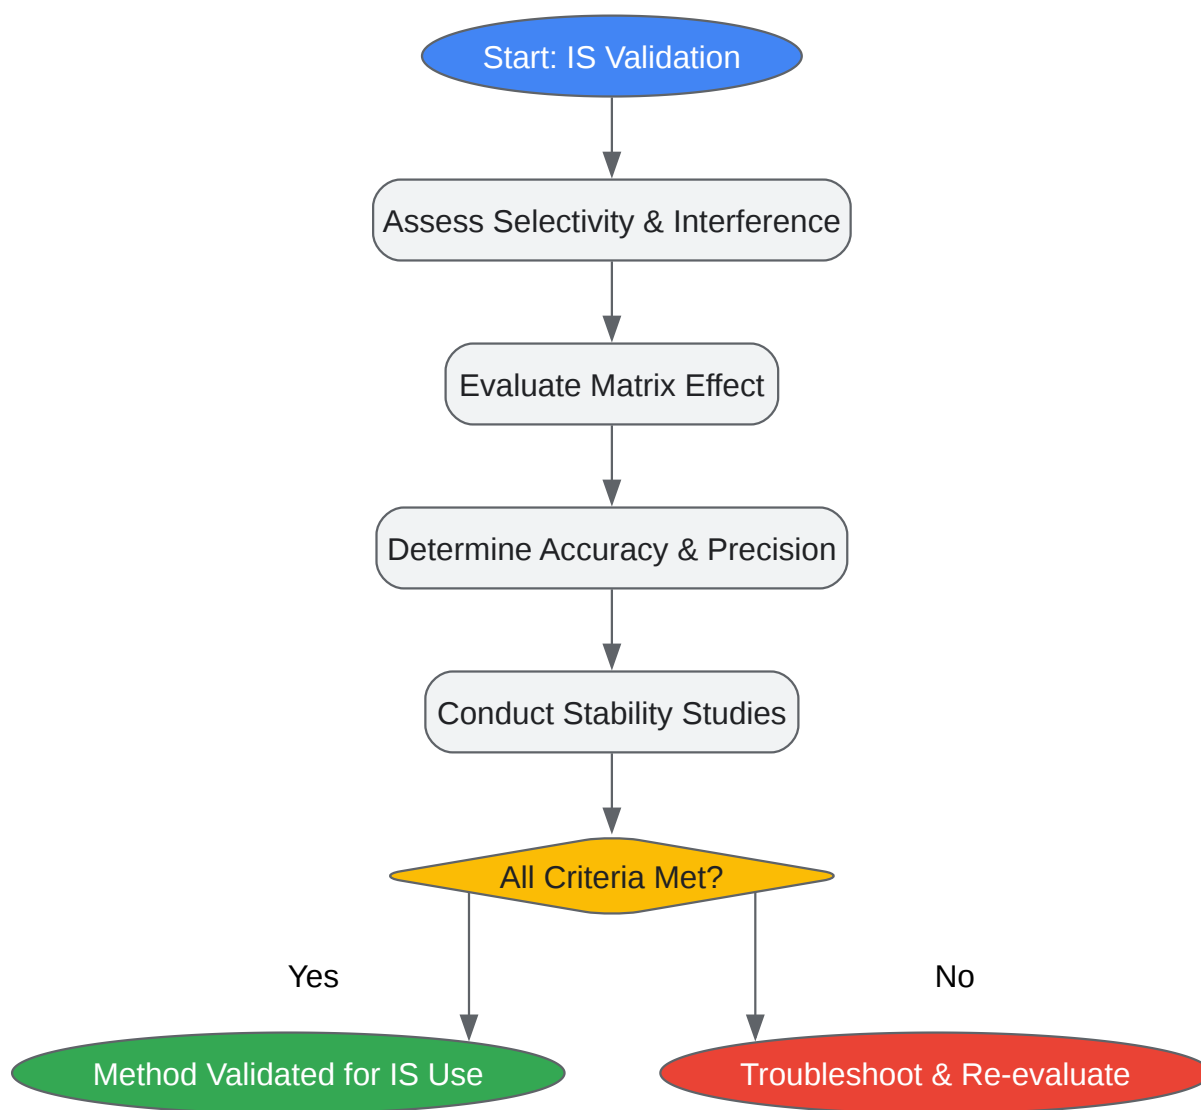 Start: IS Validation
Assess Selectivity & Interference
Evaluate Matrix Effect
Determine Accuracy & Precision
Conduct Stability Studies
All Criteria Met?
Yes
No
Method Validated for IS Use
Troubleshoot & Re-evaluate